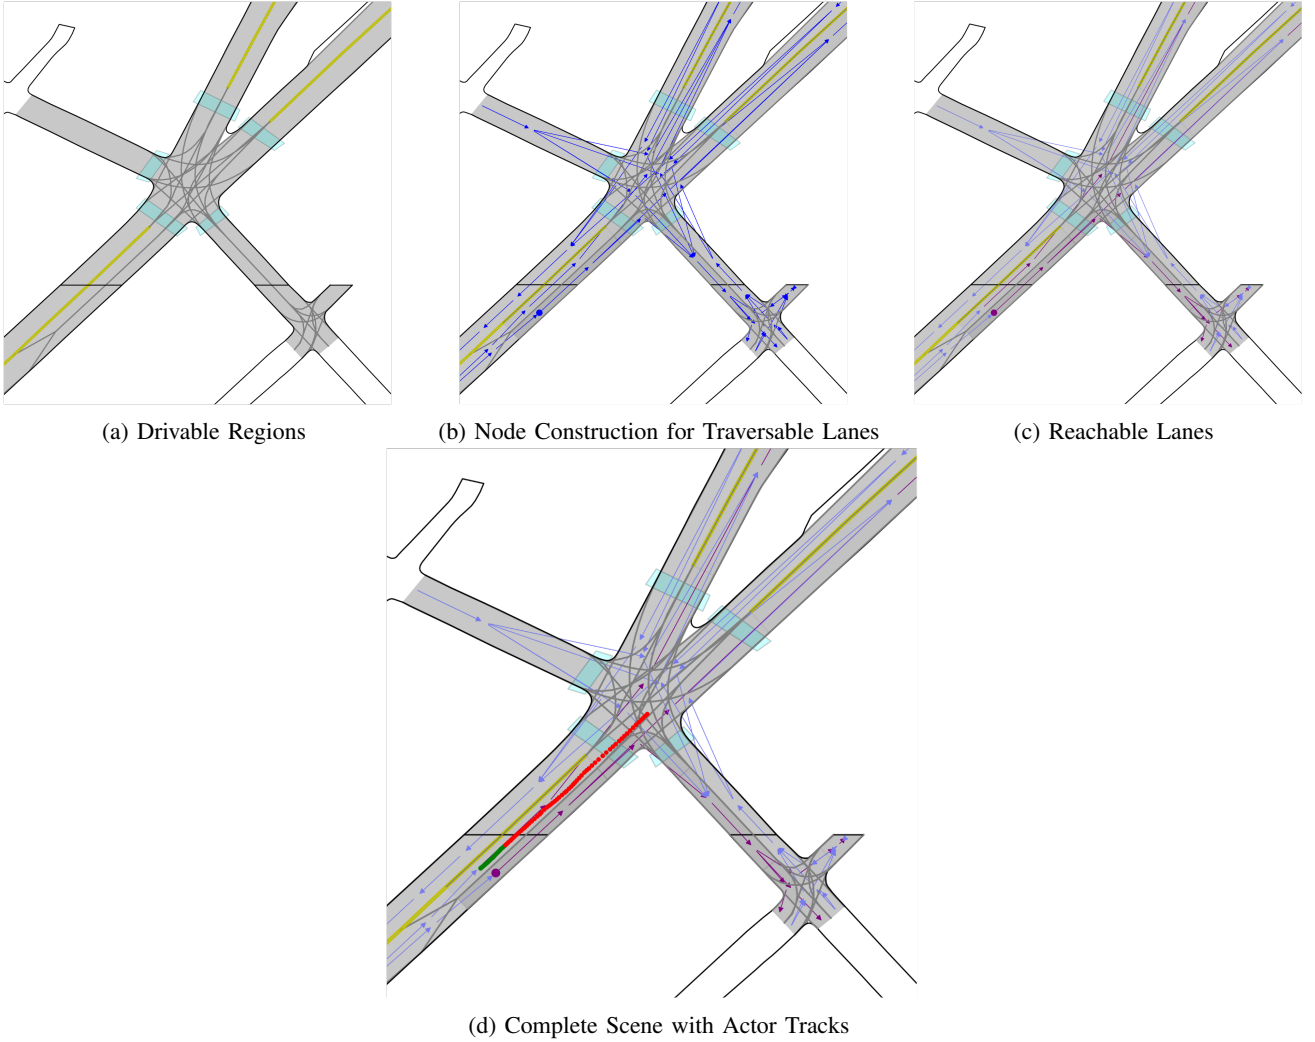 (a) Drivable Regions
(b) Node Construction for Traversable Lanes
(c) Reachable Lanes
(d) Complete Scene with Actor Tracks